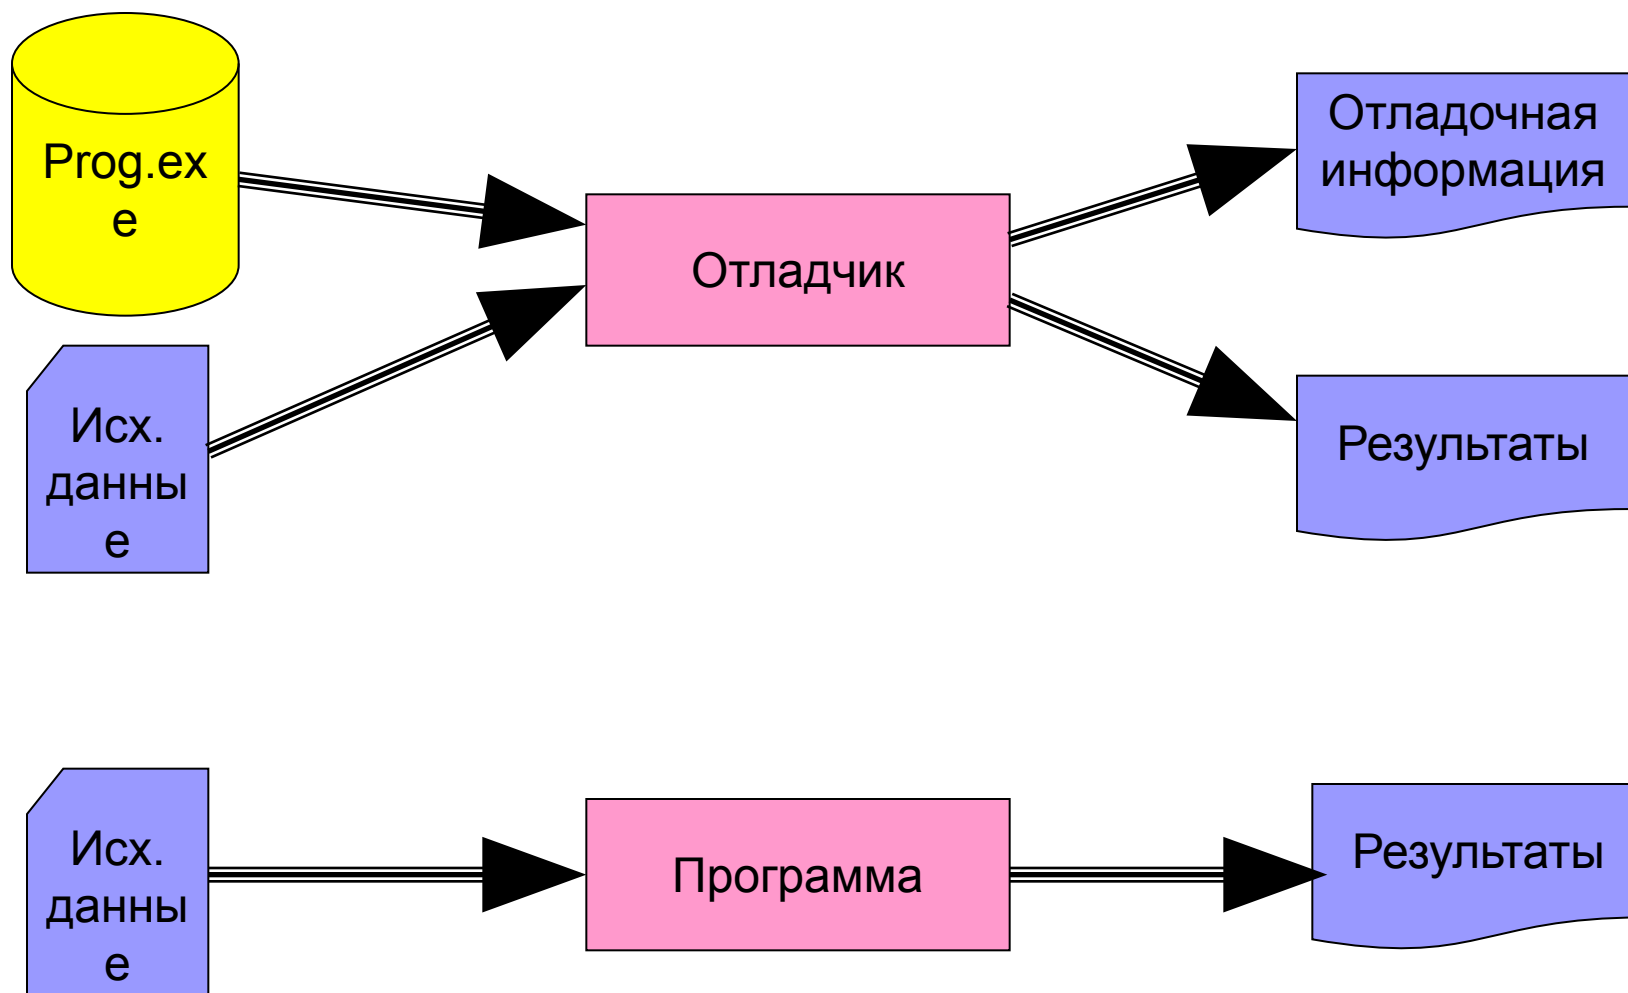 Prog.ex
е
Исх.
данны
е
Отладчик
Отладочная
информация
Результаты
Исх.
данны
е
Программа
Результаты